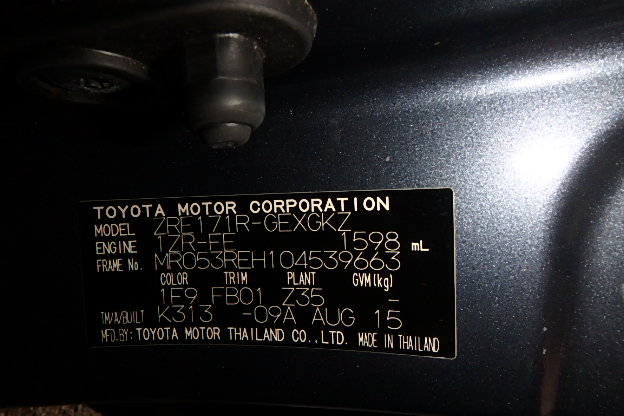 TOYOTA MOTOR CORPORATION
MODEL ZRE171R-GEXGKZ
ENGINE 1ZR-FE 1598 mL
FRAME No. MR053REH104539663
COLOR TRIM PLANT GVM(kg)
1E9 FB01 Z35 -
TM/A/BUILT K313 -09A AUG 15
MFD.BY: TOYOTA MOTOR THAILAND CO.,LTD. MADE IN THAILAND